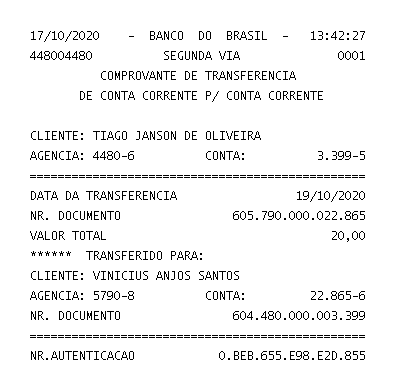 17/10/2020 - BANCO DO BRASIL - 13:42:27
448004480 SEGUNDA VIA 0001
COMPROVANTE DE TRANSFERENCIA
DE CONTA CORRENTE P/ CONTA CORRENTE
CLIENTE: TIAGO JANSON DE OLIVEIRA
AGENCIA: 4480-6 CONTA: 3.399-5
================================================
DATA DA TRANSFERENCIA 19/10/2020
NR. DOCUMENTO 605.790.000.022.865
VALOR TOTAL 20,00
****** TRANSFERIDO PARA:
CLIENTE: VINICIUS ANJOS SANTOS
AGENCIA: 5790-8 CONTA: 22.865-6
NR. DOCUMENTO 604.480.000.003.399
================================================
NR.AUTENTICACAO 0.BEB.655.E98.E2D.855